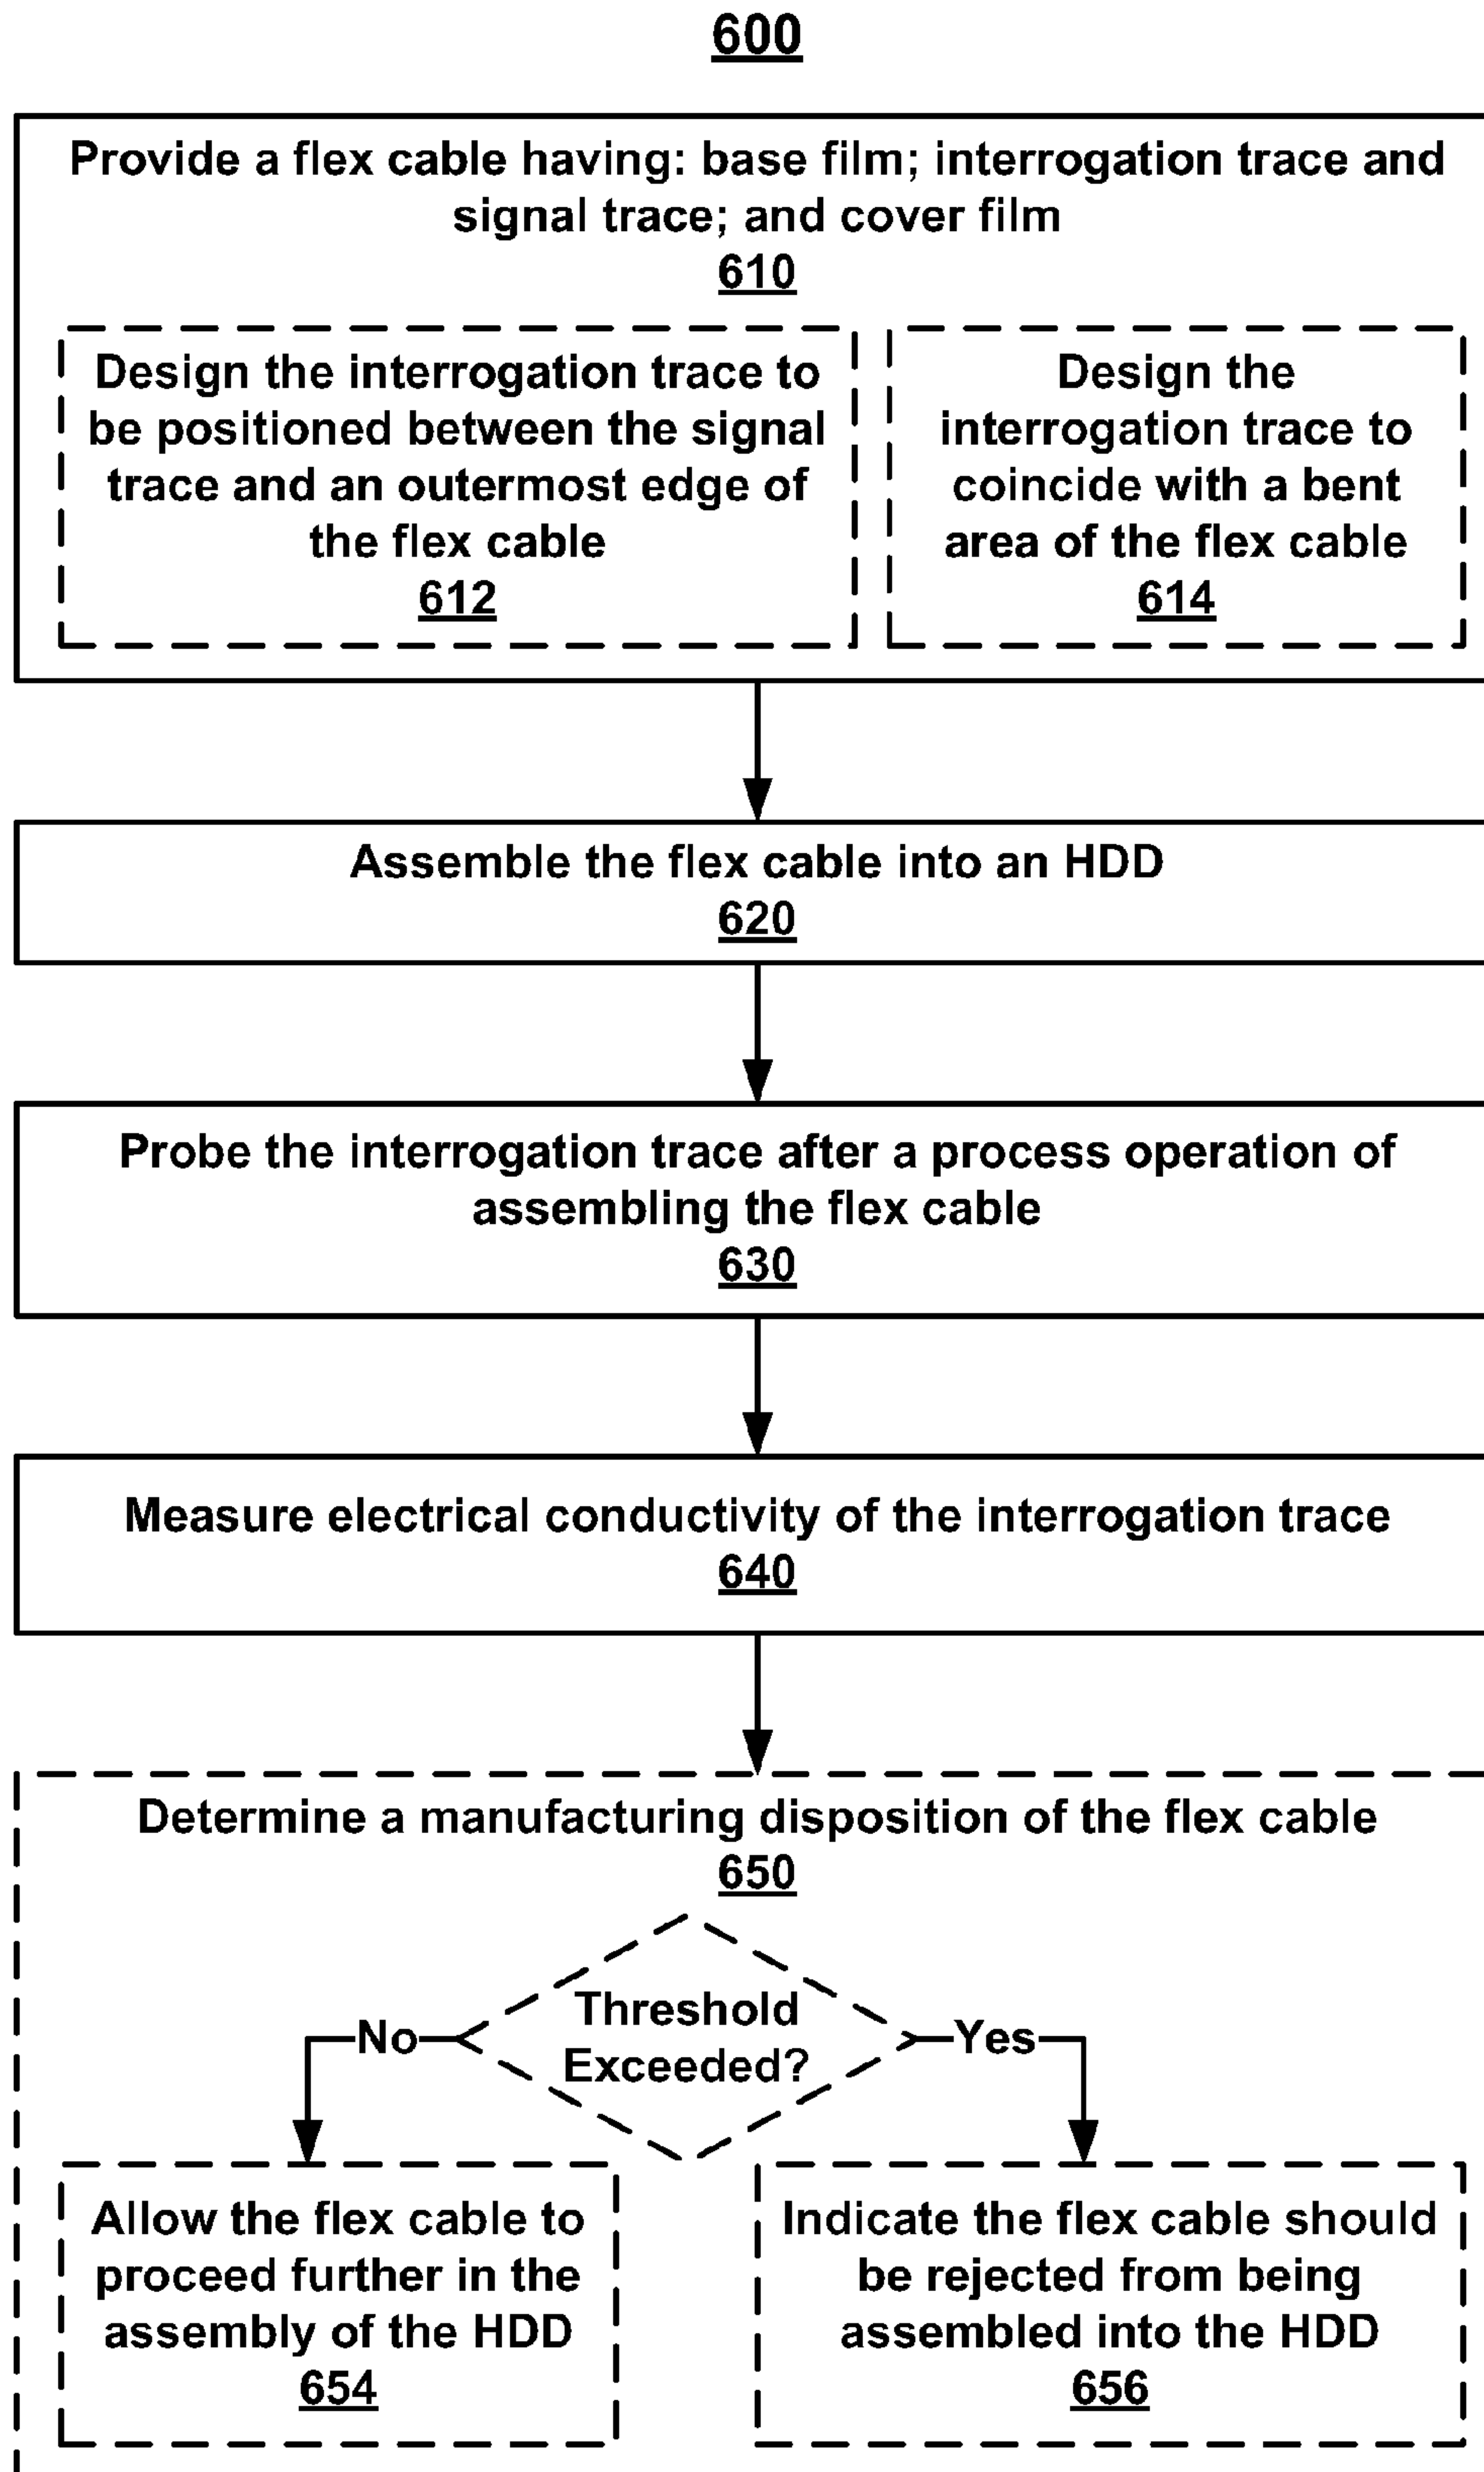 600
Provide a flex cable having: base film; interrogation trace and
signal trace; and cover film
610
Design the interrogation trace to
be positioned between the signal
trace and an outermost edge of
the flex cable
612
Design the
interrogation trace to
coincide with a bent
area of the flex cable
614
Assemble the flex cable into an HDD
620
Probe the interrogation trace after a process operation of
assembling the flex cable
630
Measure electrical conductivity of the interrogation trace
640
Determine a manufacturing disposition of the flex cable
650
Threshold
Exceeded?
No
Yes
Allow the flex cable to
proceed further in the
assembly of the HDD
654
Indicate the flex cable should
be rejected from being
assembled into the HDD
656